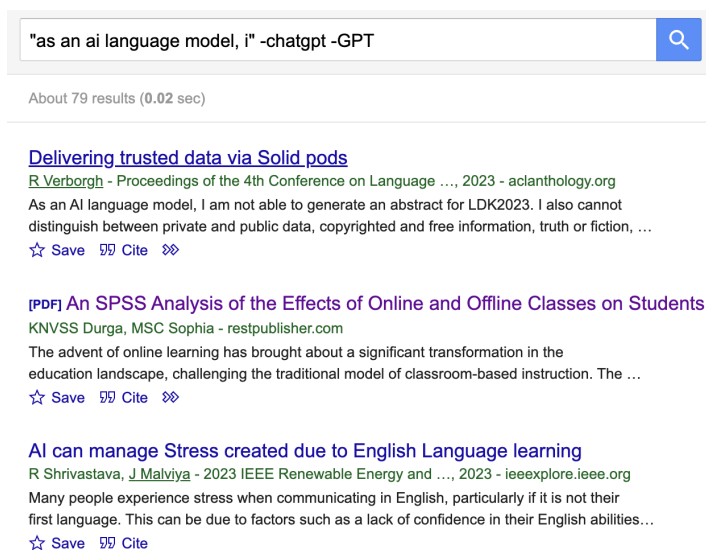 "as an ai language model, i" -chatgpt -GPT
About 79 results (0.02 sec)
Delivering trusted data via Solid pods
R Verborgh - Proceedings of the 4th Conference on Language …, 2023 - aclanthology.org
As an AI language model, I am not able to generate an abstract for LDK2023. I also cannot
distinguish between private and public data, copyrighted and free information, truth or fiction, …
Save Cite
[PDF] An SPSS Analysis of the Effects of Online and Offline Classes on Students
KNVSS Durga, MSC Sophia - restpublisher.com
The advent of online learning has brought about a significant transformation in the
education landscape, challenging the traditional model of classroom-based instruction. The …
Save Cite
AI can manage Stress created due to English Language learning
R Shrivastava, J Malviya - 2023 IEEE Renewable Energy and …, 2023 - ieeexplore.ieee.org
Many people experience stress when communicating in English, particularly if it is not their
first language. This can be due to factors such as a lack of confidence in their English abilities…
Save Cite